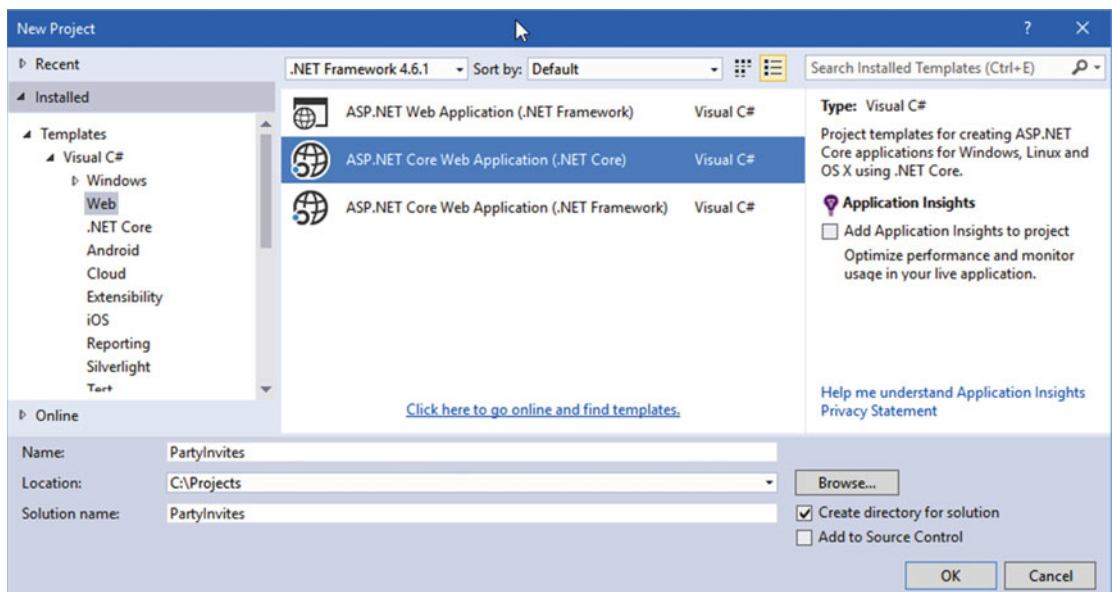 New Project
?
Recent
Installed
Templates
Visual C#
Windows
Web
.NET Core
Android
Cloud
Extensibility
iOS
Reporting
Silverlight
Test
Online
.NET Framework 4.6.1 Sort by: Default
ASP.NET Web Application (.NET Framework) Visual C#
ASP.NET Core Web Application (.NET Core) Visual C#
ASP.NET Core Web Application (.NET Framework) Visual C#
Click here to go online and find templates.
Search Installed Templates (Ctrl+E)
Type: Visual C#
Project templates for creating ASP.NET
Core applications for Windows, Linux and
OS X using .NET Core.
Application Insights
Add Application Insights to project
Optimize performance and monitor
usage in your live application.
Help me understand Application Insights
Privacy Statement
Name: PartyInvites
Location: C:\Projects
Browse...
Solution name: PartyInvites
Create directory for solution
Add to Source Control
OK Cancel